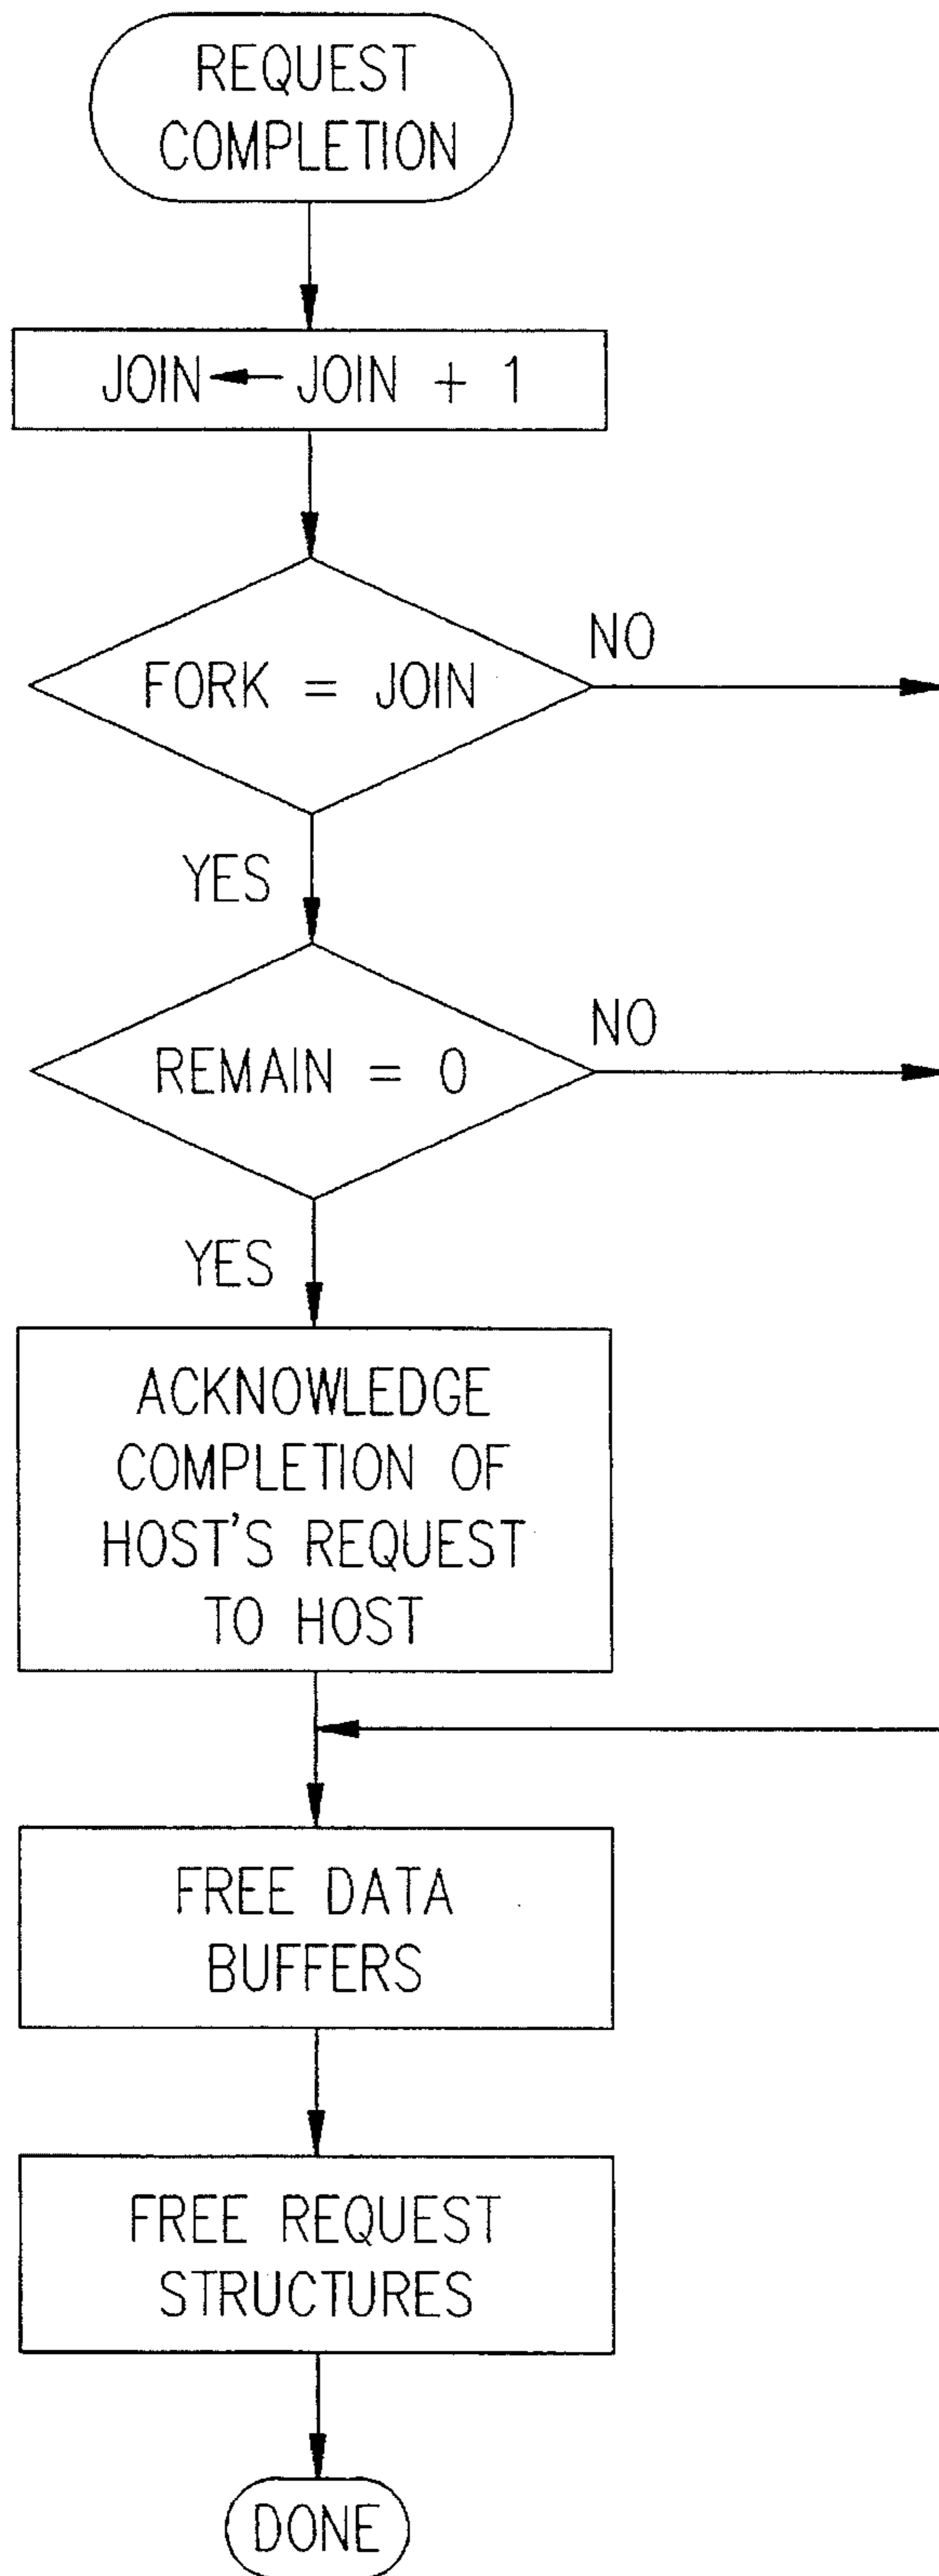 REQUEST
COMPLETION
JOIN ← JOIN + 1
FORK = JOIN
NO
YES
REMAIN = 0
NO
YES
ACKNOWLEDGE
COMPLETION OF
HOST'S REQUEST
TO HOST
FREE DATA
BUFFERS
FREE REQUEST
STRUCTURES
DONE